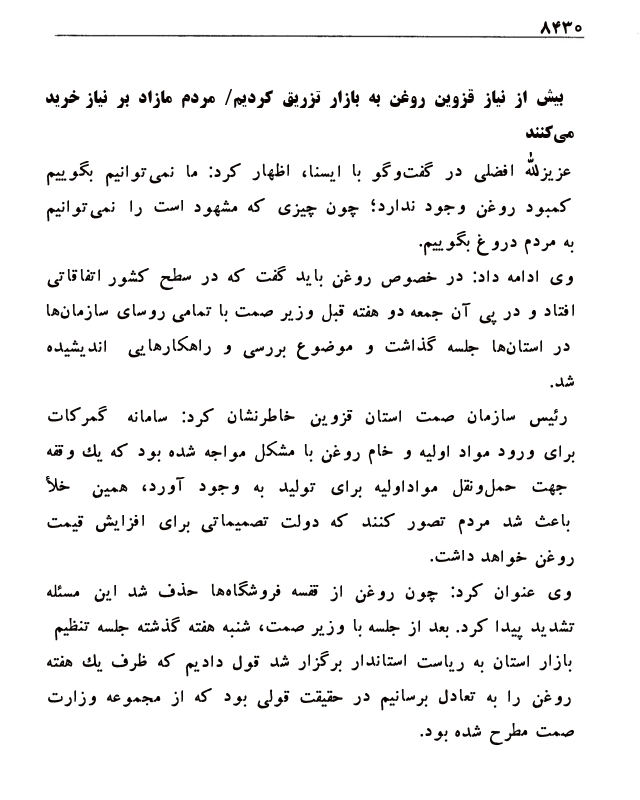 ۸۴۳۰
بیش از نیاز قزوین روغن به بازار تزریق کردیم/ مردم مازاد بر نیاز خرید
می‌کنند
عزیزلله افضلی در گفت‌وگو با ایسنا، اظهار کرد: ما نمی‌توانیم بگوییم
کمبود روغن وجود ندارد؛ چون چیزی که مشهود است را نمی‌توانیم
به مردم دروغ بگوییم.
وی ادامه داد: در خصوص روغن باید گفت که در سطح کشور اتفاقاتی
افتاد و در پی آن جمعه دو هفته قبل وزیر صمت با تمامی روسای سازمان‌ها
در استان‌ها جلسه گذاشت و موضوع بررسی و راهکارهایی اندیشیده
شد.
رئیس سازمان صمت استان قزوین خاطرنشان کرد: سامانه گمرکات
برای ورود مواد اولیه و خام روغن با مشکل مواجه شده بود که یك وقفه
جهت حمل‌ونقل مواداولیه برای تولید به وجود آورد، همین خلأ
باعث شد مردم تصور کنند که دولت تصمیماتی برای افزایش قیمت
روغن خواهد داشت.
وی عنوان کرد: چون روغن از قفسه فروشگاه‌ها حذف شد این مسئله
تشدید پیدا کرد. بعد از جلسه با وزیر صمت، شنبه هفته گذشته جلسه تنظیم
بازار استان به ریاست استاندار برگزار شد قول دادیم که ظرف یك هفته
روغن را به تعادل برسانیم در حقیقت قولی بود که از مجموعه وزارت
صمت مطرح شده بود.